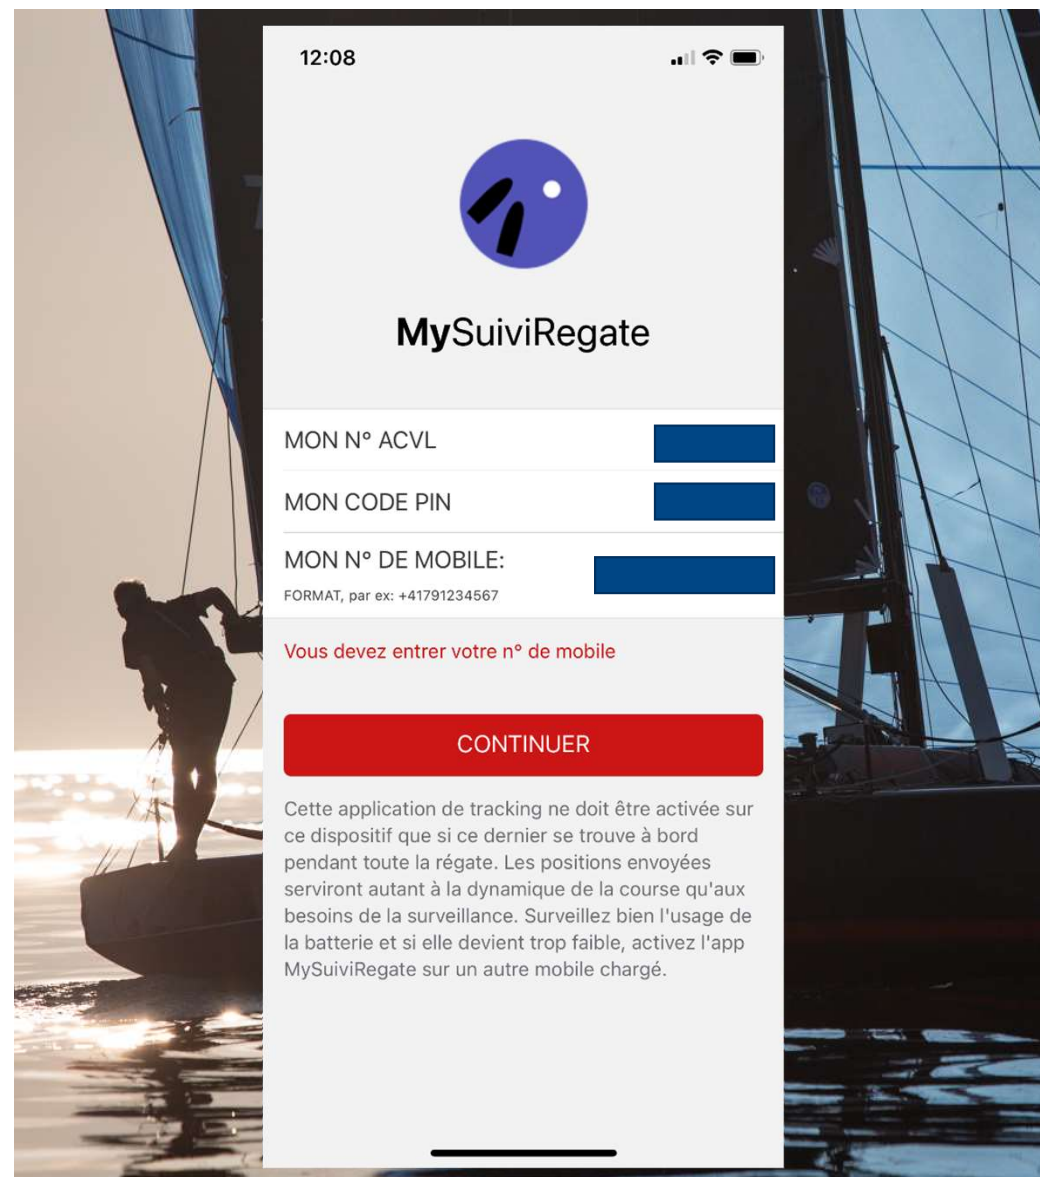 12:08
MySuiviRegate
MON N° ACVL
MON CODE PIN
MON N° DE MOBILE:
FORMAT, par ex: +41791234567
Vous devez entrer votre n° de mobile
CONTINUER
Cette application de tracking ne doit être activée sur
ce dispositif que si ce dernier se trouve à bord
pendant toute la régate. Les positions envoyées
serviront autant à la dynamique de la course qu'aux
besoins de la surveillance. Surveillez bien l'usage de
la batterie et si elle devient trop faible, activez l'app
MySuiviRegate sur un autre mobile chargé.